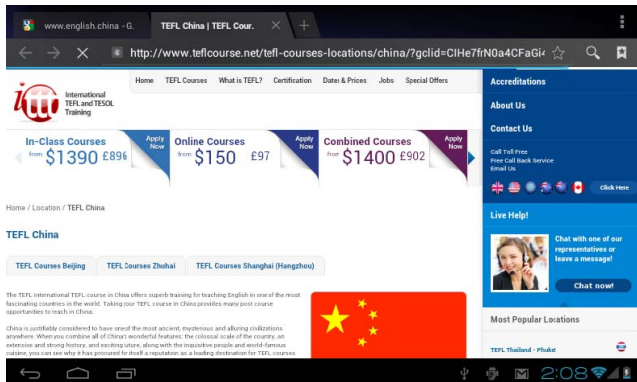 www.english.china - G.
TEFL China | TEFL Cour.
http://www.teflcourse.net/tefl-courses-locations/china/?gclid=CIHe7frN0a4CFaGi
International
TEFL and TESOL
Training
Home TEFL Courses What is TEFL? Certification Dates & Prices Jobs Special Offers
In-Class Courses
from $1390 £896
Apply
Now
Online Courses
from $150 £97
Apply
Now
Combined Courses
from $1400 £902
Apply
Now
Home / Location / TEFL China
TEFL China
TEFL Courses Beijing TEFL Courses Zhuhai TEFL Courses Shanghai (Hangzhou)
The TEFL International TEFL course in China offers superb training for teaching English in one of the most
fascinating countries in the world. Taking your TEFL course in China provides many post course
opportunities to teach in China.
China is justifiably considered to have one of the most ancient, mysterious and alluring civilizations
anywhere. When you combine all of China's wonderful features: the colossal scale of the country, an
extensive and strong history, and exciting future, along with the inquisitive people and world-famous
cuisine, you can see why it has procured for itself a reputation as a leading destination for TEFL courses
Accreditations
About Us
Contact Us
Call Toll Free
Free Call Back Service
Email Us
Click Here
Live Help!
Chat with one of our
representatives or
leave a message!
Chat now!
Most Popular Locations
TEFL Thailand - Phuket
2:08